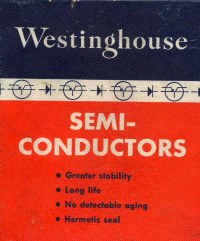 Westinghouse
SEMI-
CONDUCTORS
• Greater stability
• Long life
• No detectable aging
• Hermetic seal